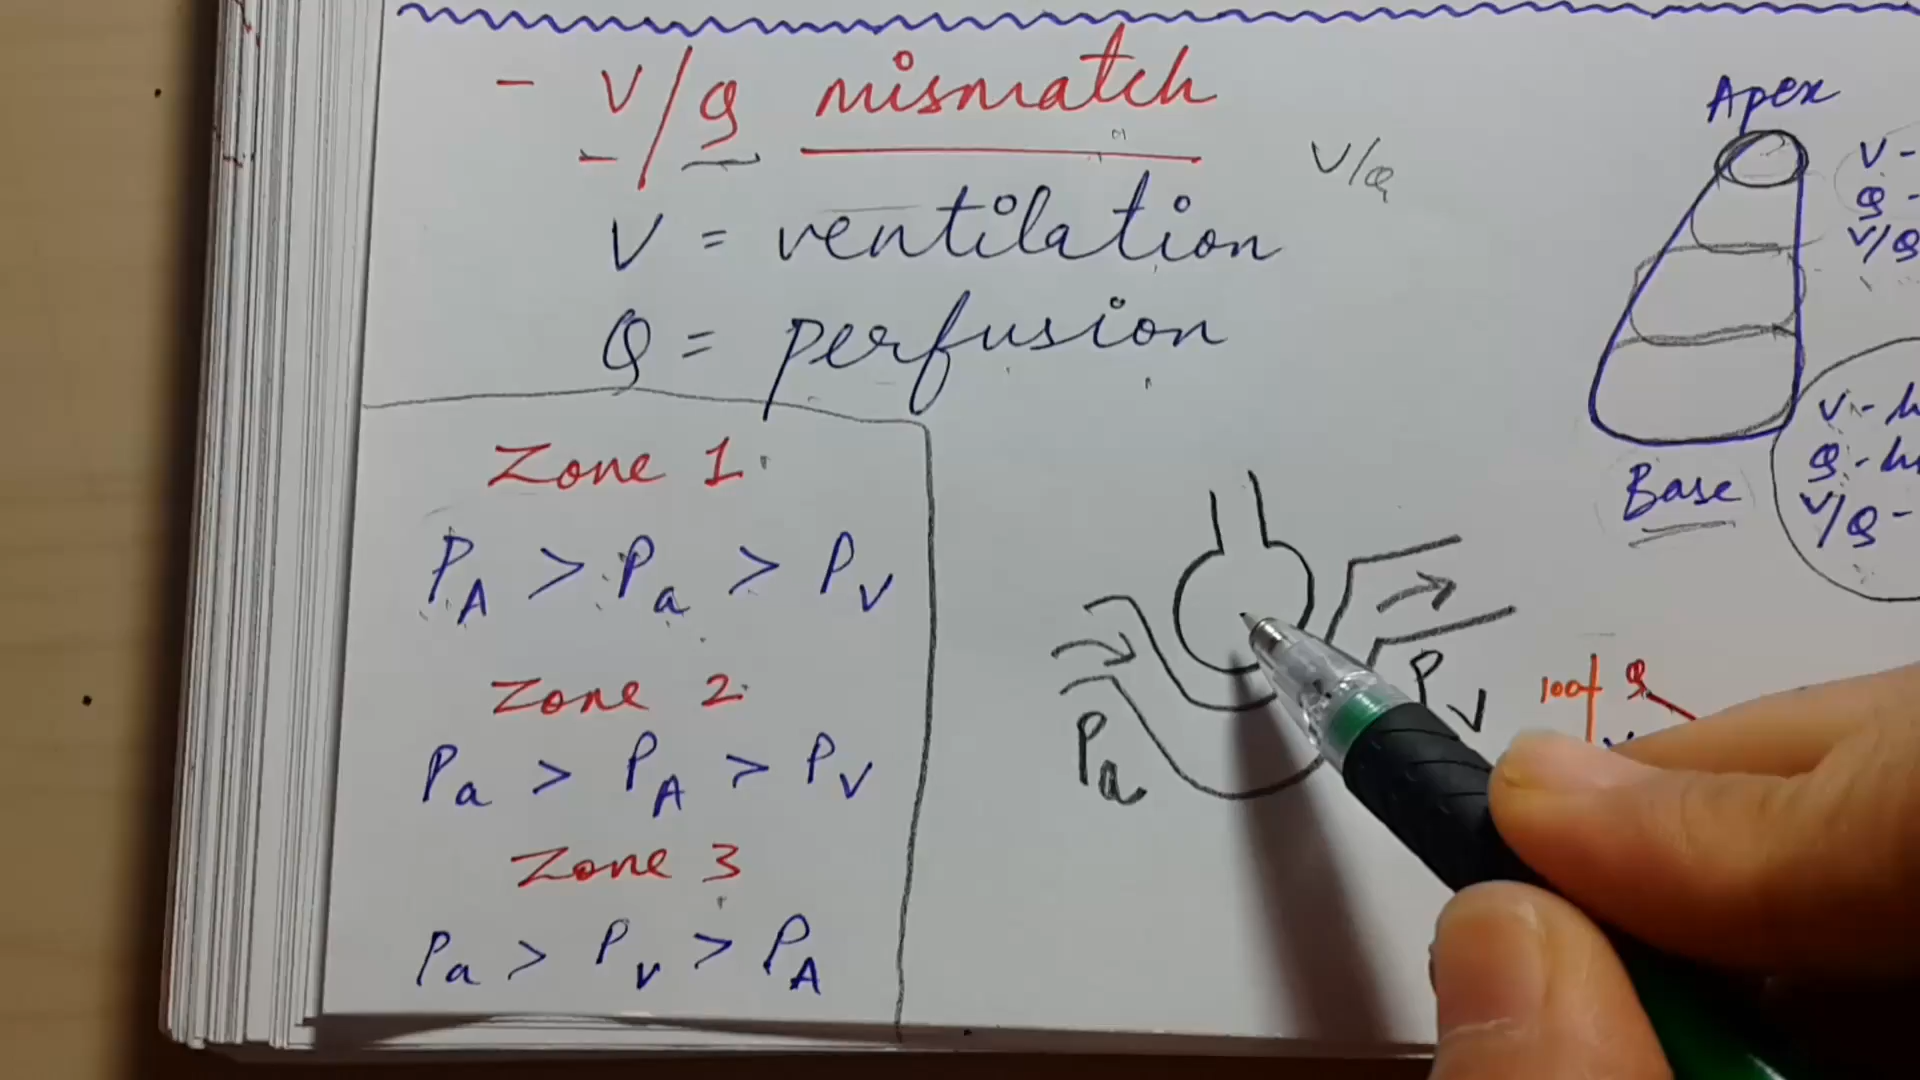 - V/Q mismatch
V/Q
V = ventilation
Q = perfusion
Zone 1
PA > Pa > PV
Zone 2
Pa > PA > PV
Zone 3
Pa > PV > PA
Pa
PV
Apex
V -
Q -
V/Q
Base
V -
Q -
V/Q -
100
Q